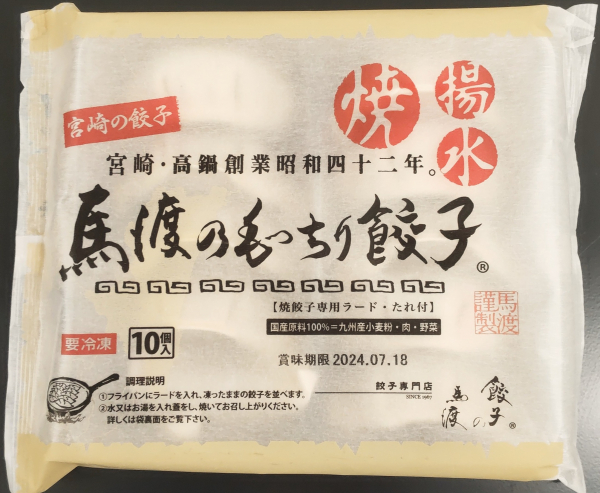 焼
揚
水
宮崎の餃子
宮崎・高鍋創業昭和四十二年。
馬渡のもっちり餃子®
【焼餃子専用ラード・たれ付】
国産原料100%=九州産小麦粉・肉・野菜
馬渡
謹製
要冷凍
10個入
賞味期限2024.07.18
調理説明
①フライパンにラードを入れ、凍ったままの餃子を並べます。
②水又はお湯を入れ蓋をし、焼いてお召し上がりください。
詳しくは袋裏面をご覧下さい。
餃子専門店
SINCE 1967
餃子の馬渡®